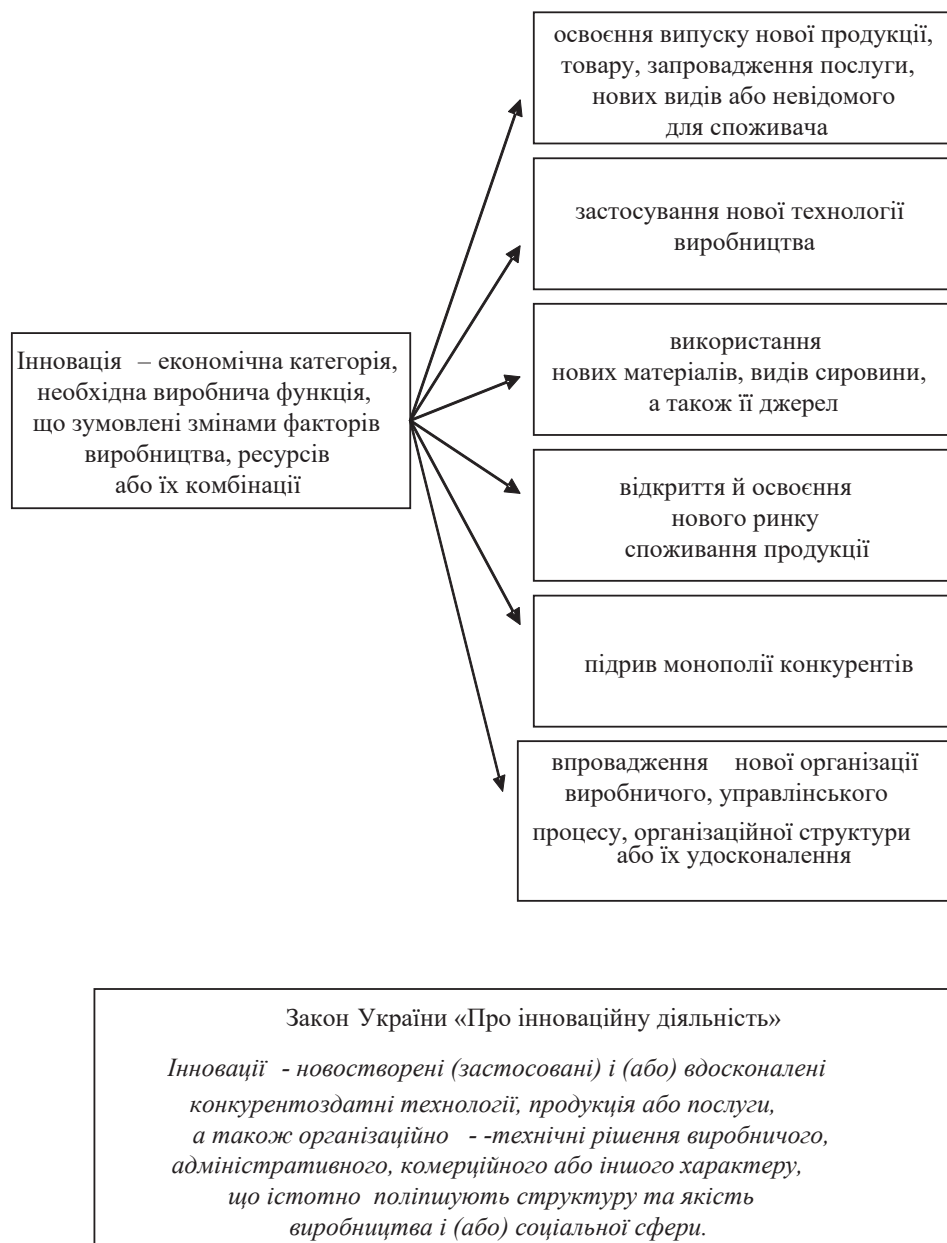 освоєння випуску нової продукції,
товару, запровадження послуги,
нових видів або невідомого
для споживача
застосування нової технології
виробництва
Інновація – економічна категорія,
необхідна виробнича функція,
що зумовлені змінами факторів
виробництва, ресурсів
або їх комбінації
використання
нових матеріалів, видів сировини,
а також її джерел
відкриття й освоєння
нового ринку
споживання продукції
підрив монополії конкурентів
впровадження нової організації
виробничого, управлінського
процесу, організаційної структури
або їх удосконалення
Закон України «Про інноваційну діяльність»
Інновації - новостворені (застосовані) і (або) вдосконалені
конкурентоздатні технології, продукція або послуги,
а також організаційно - -технічні рішення виробничого,
адміністративного, комерційного або іншого характеру,
що істотно поліпшують структуру та якість
виробництва і (або) соціальної сфери.